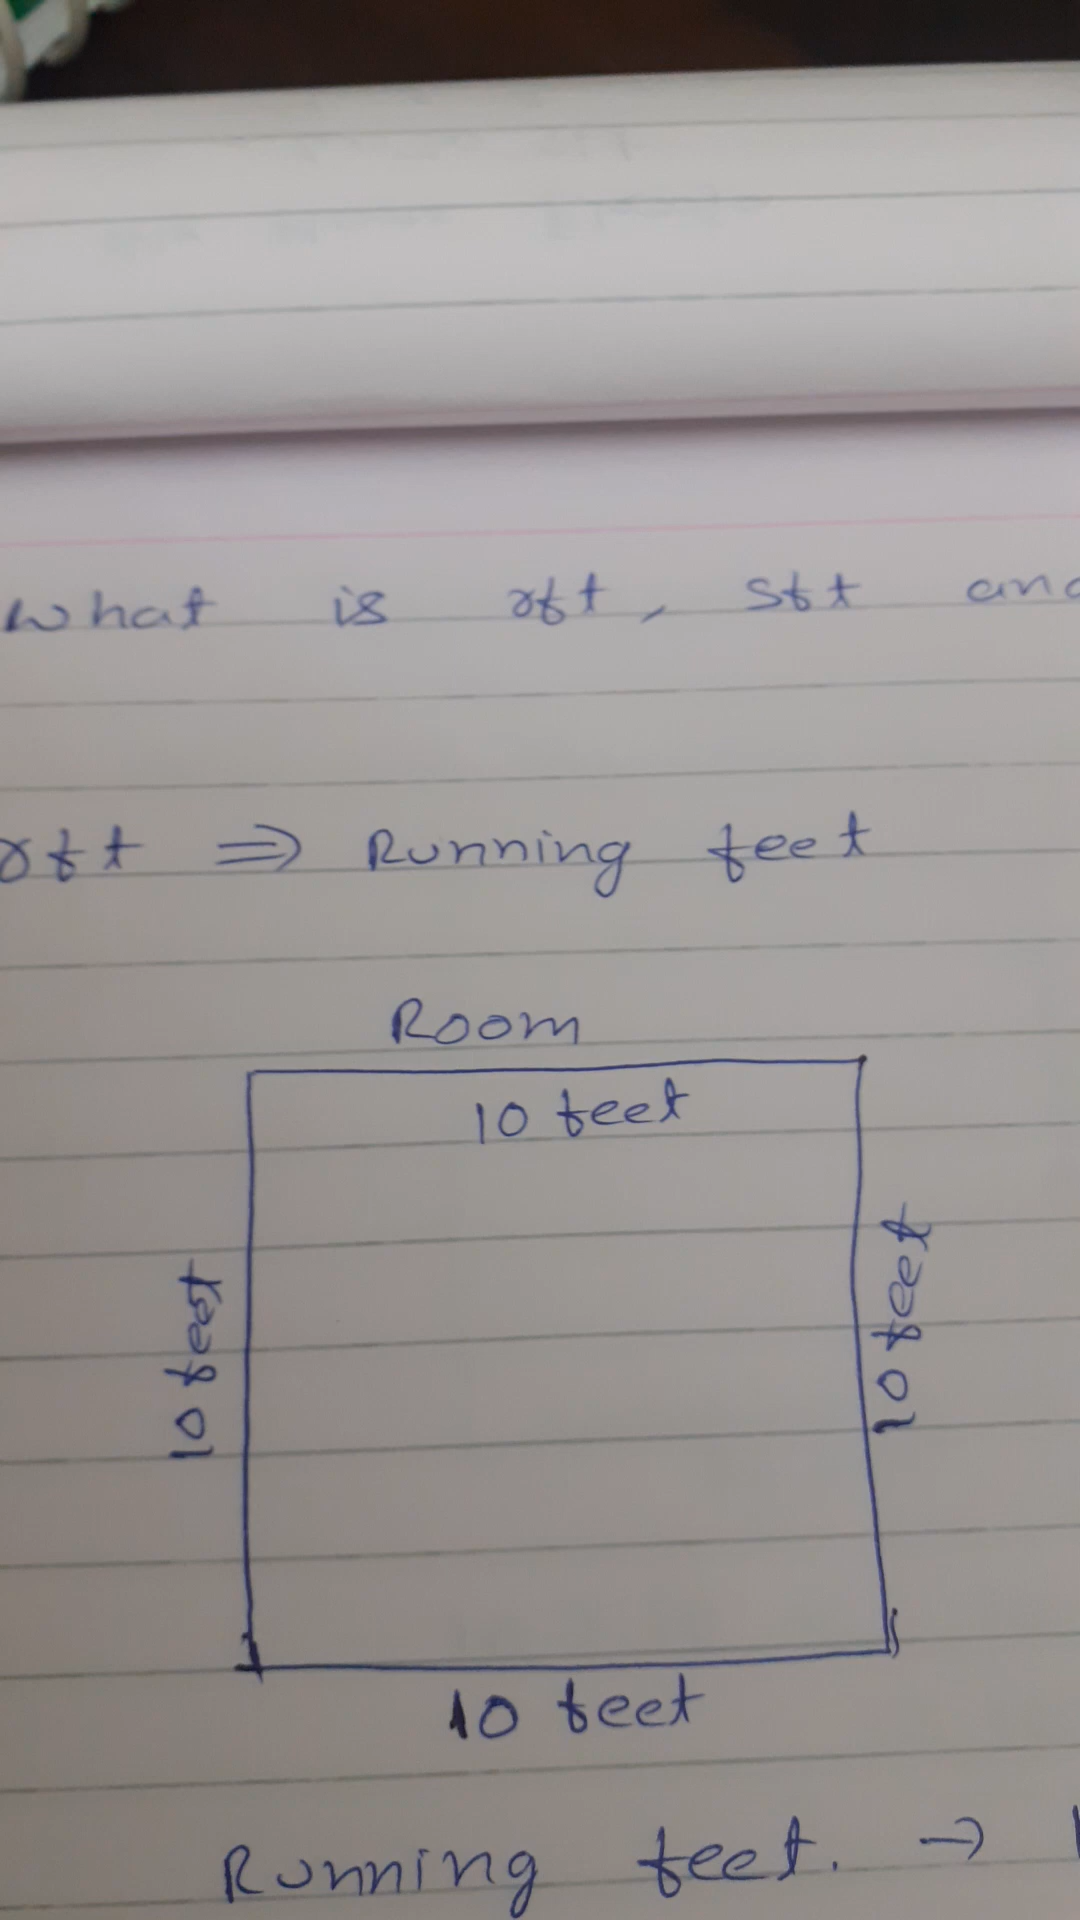 What is rft, sft and
rft ⇒ Running feet
Room
10 feet
10 feet
10 feet
10 feet
Running feet. →